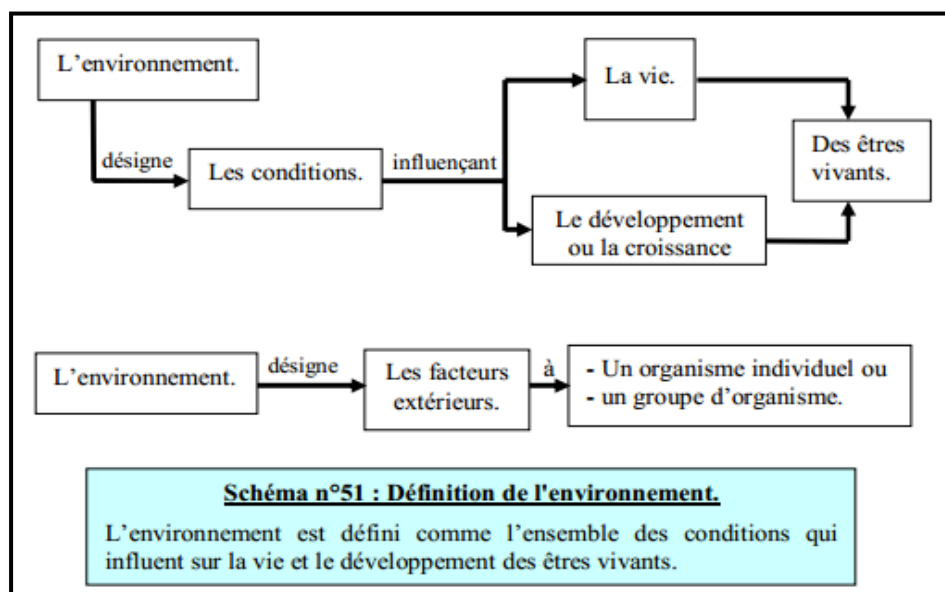 L'environnement.
désigne
Les conditions.
influençant
La vie.
Le développement
ou la croissance
Des êtres
vivants.
L'environnement.
désigne
Les facteurs
extérieurs.
à
- Un organisme individuel ou
- un groupe d'organisme.
Schéma n°51 : Définition de l'environnement.
L'environnement est défini comme l'ensemble des conditions qui
influent sur la vie et le développement des êtres vivants.